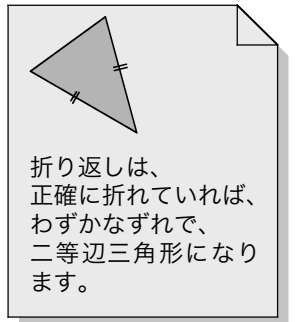 折り返しは、
正確に折れていれば、
わずかなずれで、
二等辺三角形になり
ます。